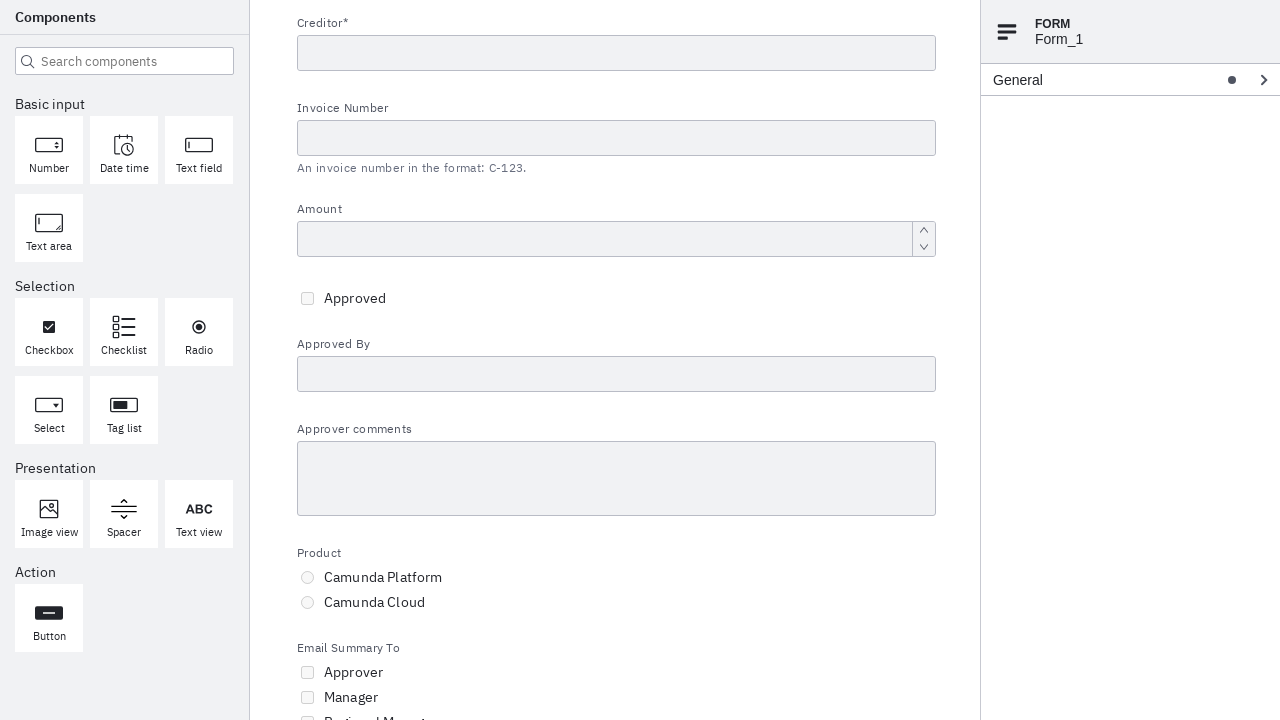 Components
Search components
Basic input
Number
Date time
Text field
Text area
Selection
Checkbox
Checklist
Radio
Select
Tag list
Presentation
Image view
Spacer
ABC
Text view
Action
Button
Creditor*
Invoice Number
An invoice number in the format: C-123.
Amount
Approved
Approved By
Approver comments
Product
Camunda Platform
Camunda Cloud
Email Summary To
Approver
Manager
Regional Manager
FORM
Form_1
General